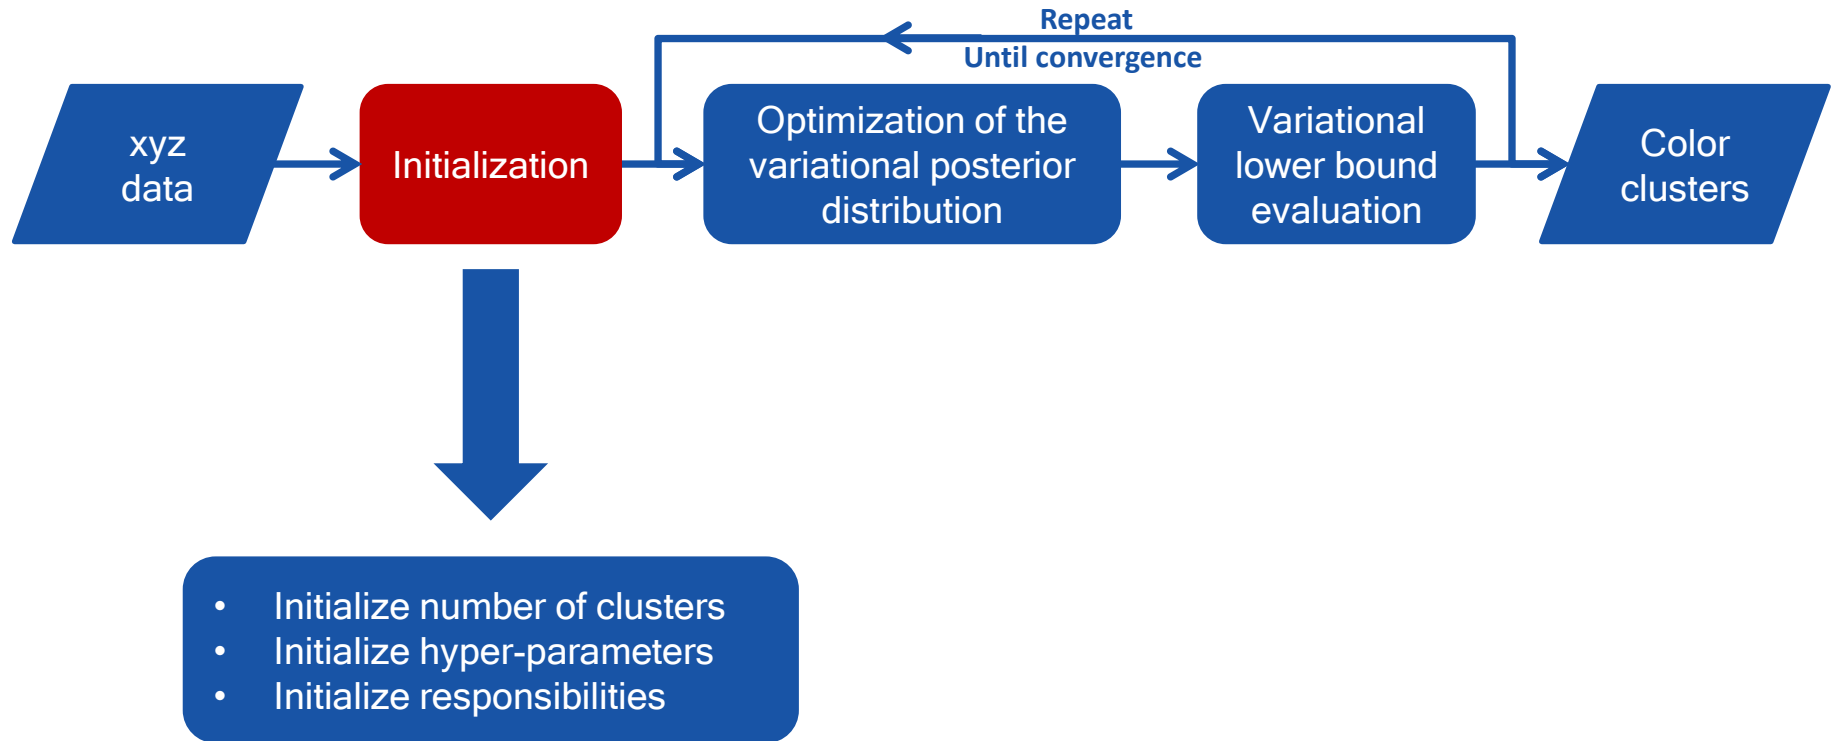 Repeat
Until convergence
xyz
data
Initialization
Optimization of the
variational posterior
distribution
Variational
lower bound
evaluation
Color
clusters
• Initialize number of clusters
• Initialize hyper-parameters
• Initialize responsibilities